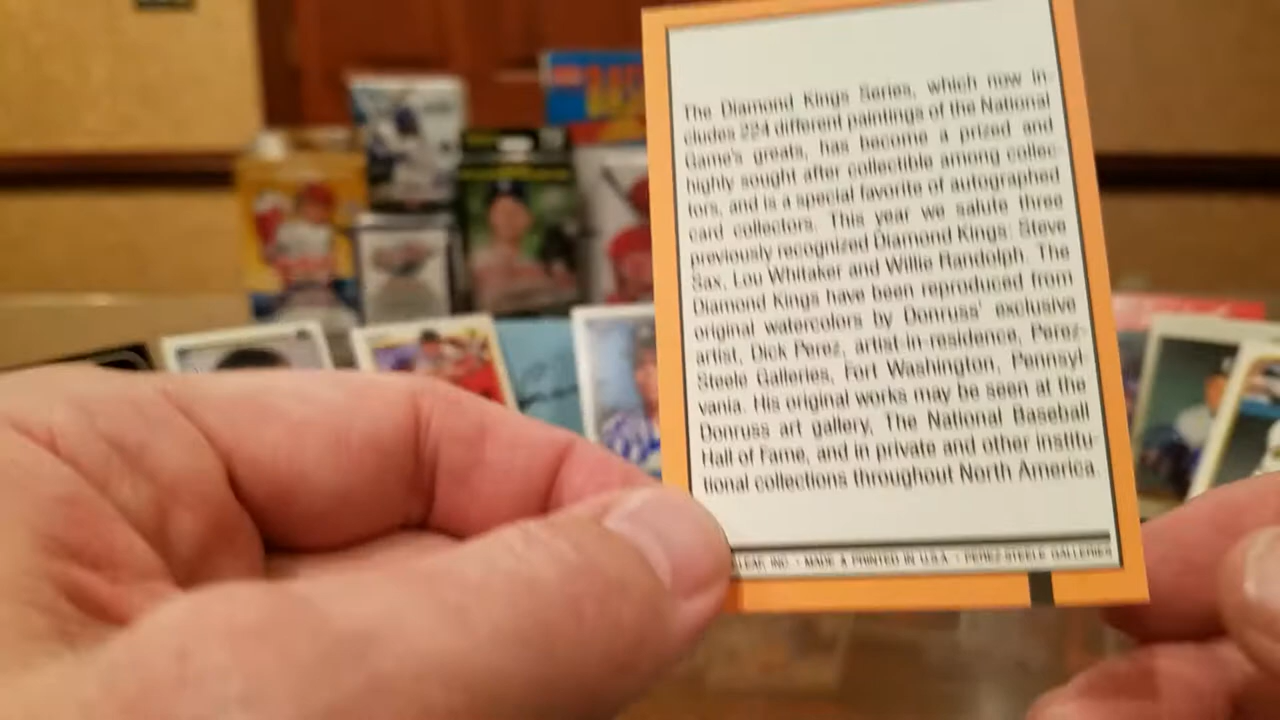 The Diamond Kings Series, which now in-
cludes 224 different paintings of the National
Game's greats, has become a prized and
highly sought after collectible among collec-
tors, and is a special favorite of autographed
card collectors. This year we salute three
previously recognized Diamond Kings: Steve
Sax, Lou Whitaker and Willie Randolph. The
Diamond Kings have been reproduced from
original watercolors by Donruss' exclusive
artist, Dick Perez, artist-in-residence, Perez-
Steele Galleries, Fort Washington, Pennsyl-
vania. His original works may be seen at the
Donruss art gallery, The National Baseball
Hall of Fame, and in private and other institu-
tional collections throughout North America.
LEAF, INC. • MADE & PRINTED IN U.S.A. • PEREZ-STEELE GALLERIES